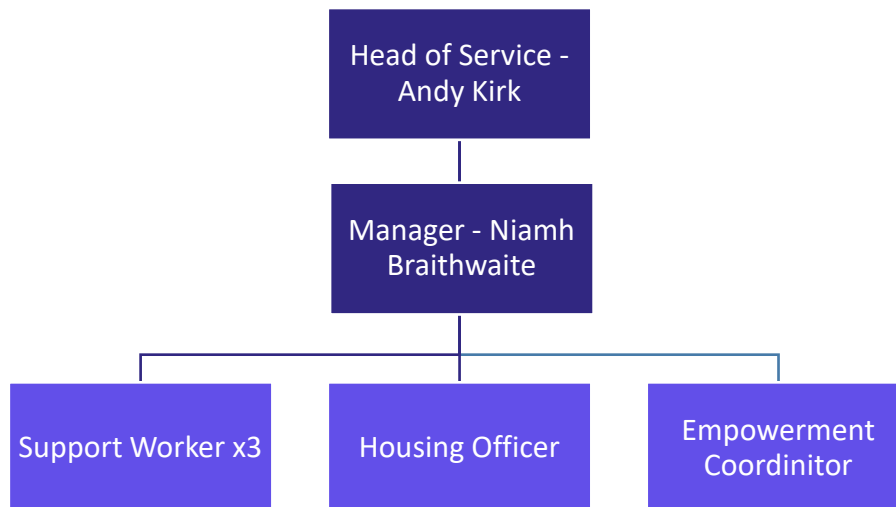 Head of Service -
Andy Kirk
Manager - Niamh
Braithwaite
Support Worker x3
Housing Officer
Empowerment
Coordinitor